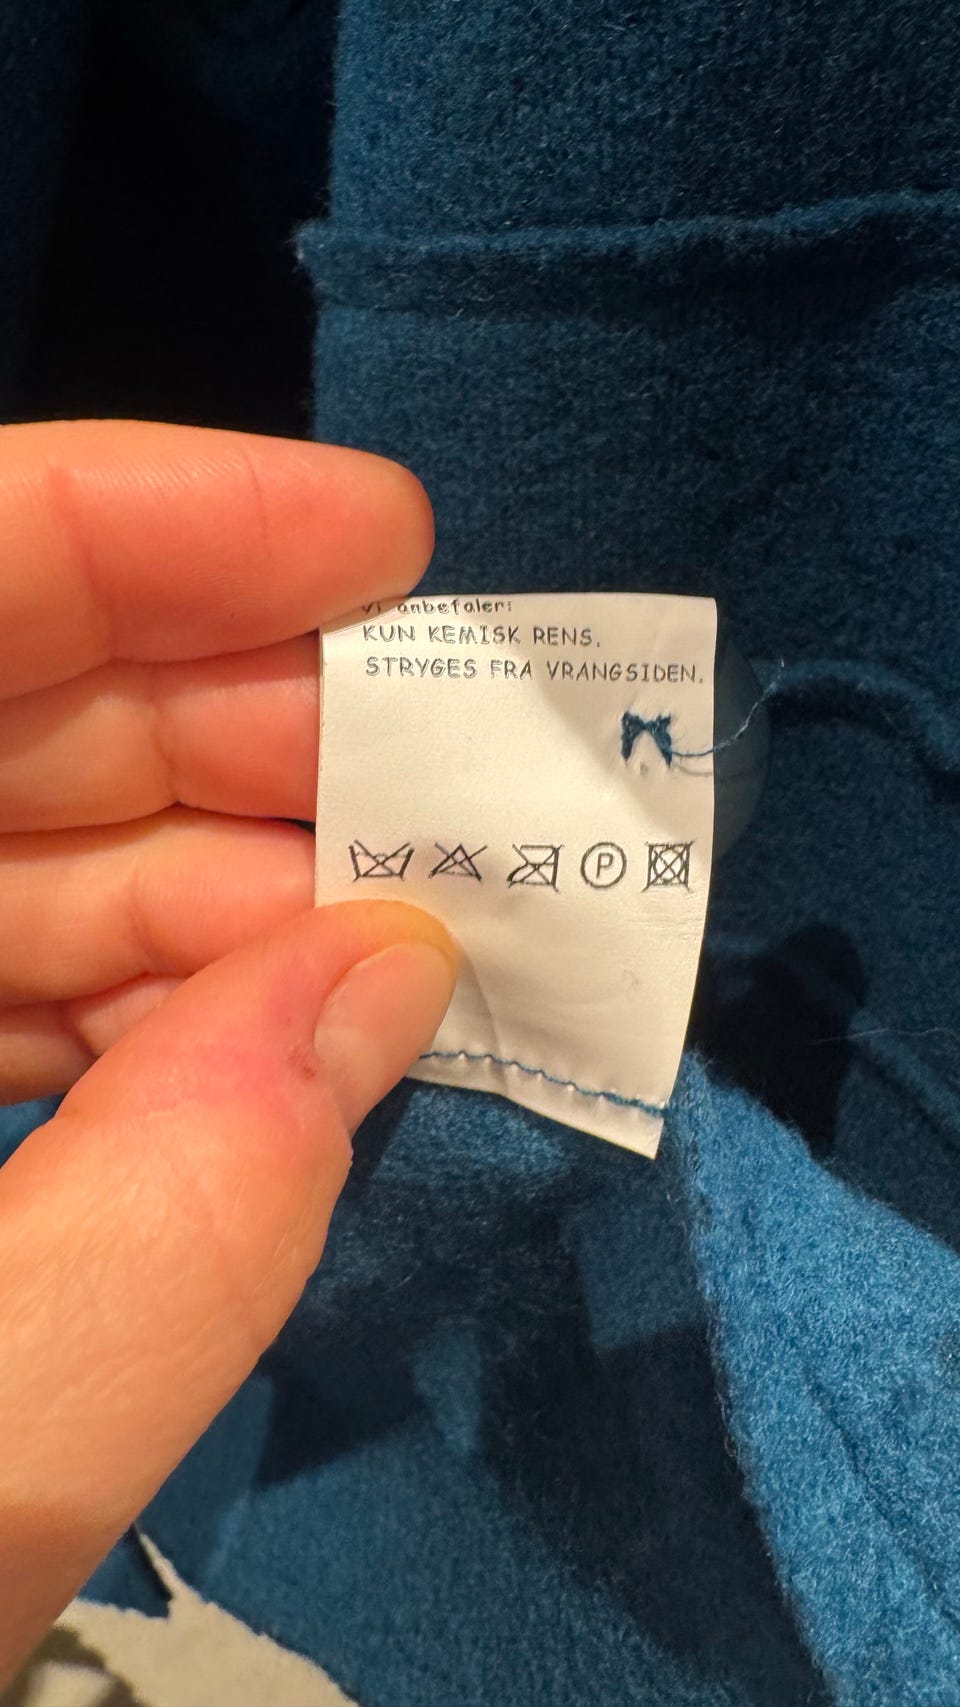 Vi anbefaler:
KUN KEMISK RENS.
STRYGES FRA VRANGSIDEN.
P